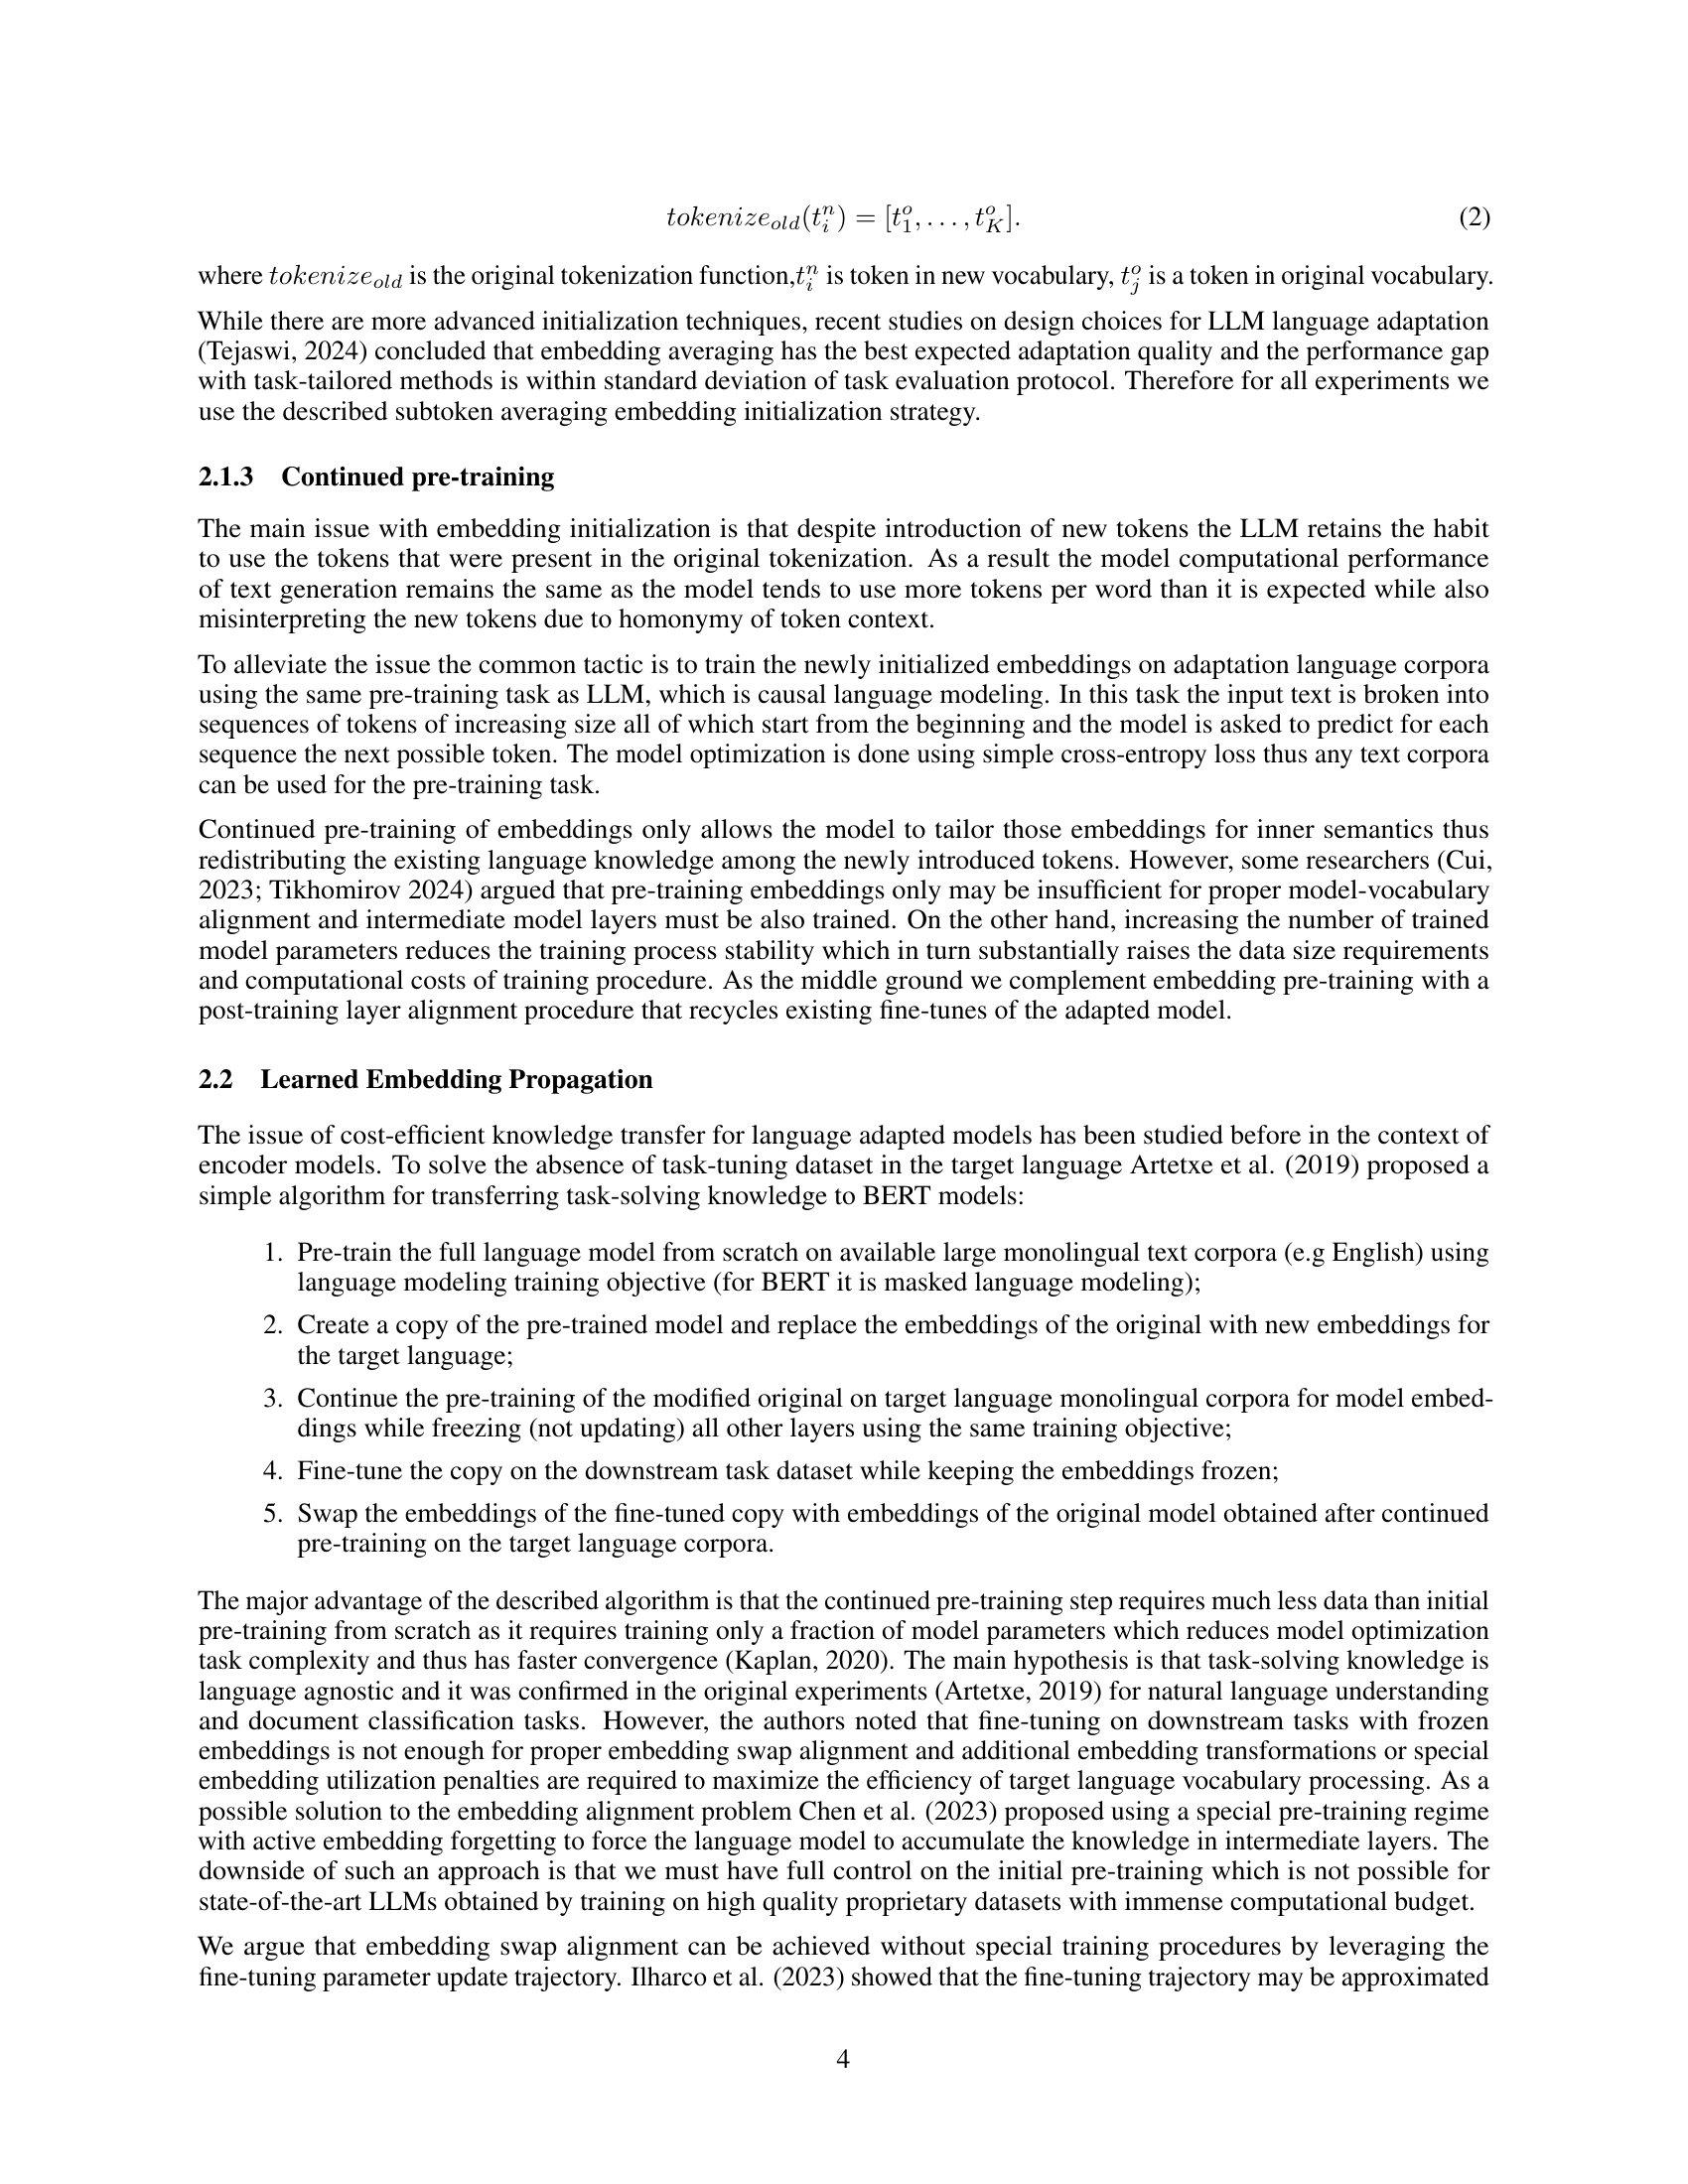 tokenize_old(t_i^n) = [t_1^o, . . . , t_K^o]. (2)
where tokenize_old is the original tokenization function,t_i^n is token in new vocabulary, t_j^o is a token in original vocabulary.
While there are more advanced initialization techniques, recent studies on design choices for LLM language adaptation
(Tejaswi, 2024) concluded that embedding averaging has the best expected adaptation quality and the performance gap
with task-tailored methods is within standard deviation of task evaluation protocol. Therefore for all experiments we
use the described subtoken averaging embedding initialization strategy.
2.1.3 Continued pre-training
The main issue with embedding initialization is that despite introduction of new tokens the LLM retains the habit
to use the tokens that were present in the original tokenization. As a result the model computational performance
of text generation remains the same as the model tends to use more tokens per word than it is expected while also
misinterpreting the new tokens due to homonymy of token context.
To alleviate the issue the common tactic is to train the newly initialized embeddings on adaptation language corpora
using the same pre-training task as LLM, which is causal language modeling. In this task the input text is broken into
sequences of tokens of increasing size all of which start from the beginning and the model is asked to predict for each
sequence the next possible token. The model optimization is done using simple cross-entropy loss thus any text corpora
can be used for the pre-training task.
Continued pre-training of embeddings only allows the model to tailor those embeddings for inner semantics thus
redistributing the existing language knowledge among the newly introduced tokens. However, some researchers (Cui,
2023; Tikhomirov 2024) argued that pre-training embeddings only may be insufficient for proper model-vocabulary
alignment and intermediate model layers must be also trained. On the other hand, increasing the number of trained
model parameters reduces the training process stability which in turn substantially raises the data size requirements
and computational costs of training procedure. As the middle ground we complement embedding pre-training with a
post-training layer alignment procedure that recycles existing fine-tunes of the adapted model.
2.2 Learned Embedding Propagation
The issue of cost-efficient knowledge transfer for language adapted models has been studied before in the context of
encoder models. To solve the absence of task-tuning dataset in the target language Artetxe et al. (2019) proposed a
simple algorithm for transferring task-solving knowledge to BERT models:
1. Pre-train the full language model from scratch on available large monolingual text corpora (e.g English) using
language modeling training objective (for BERT it is masked language modeling);
2. Create a copy of the pre-trained model and replace the embeddings of the original with new embeddings for
the target language;
3. Continue the pre-training of the modified original on target language monolingual corpora for model embed-
dings while freezing (not updating) all other layers using the same training objective;
4. Fine-tune the copy on the downstream task dataset while keeping the embeddings frozen;
5. Swap the embeddings of the fine-tuned copy with embeddings of the original model obtained after continued
pre-training on the target language corpora.
The major advantage of the described algorithm is that the continued pre-training step requires much less data than initial
pre-training from scratch as it requires training only a fraction of model parameters which reduces model optimization
task complexity and thus has faster convergence (Kaplan, 2020). The main hypothesis is that task-solving knowledge is
language agnostic and it was confirmed in the original experiments (Artetxe, 2019) for natural language understanding
and document classification tasks. However, the authors noted that fine-tuning on downstream tasks with frozen
embeddings is not enough for proper embedding swap alignment and additional embedding transformations or special
embedding utilization penalties are required to maximize the efficiency of target language vocabulary processing. As a
possible solution to the embedding alignment problem Chen et al. (2023) proposed using a special pre-training regime
with active embedding forgetting to force the language model to accumulate the knowledge in intermediate layers. The
downside of such an approach is that we must have full control on the initial pre-training which is not possible for
state-of-the-art LLMs obtained by training on high quality proprietary datasets with immense computational budget.
We argue that embedding swap alignment can be achieved without special training procedures by leveraging the
fine-tuning parameter update trajectory. Ilharco et al. (2023) showed that the fine-tuning trajectory may be approximated
4